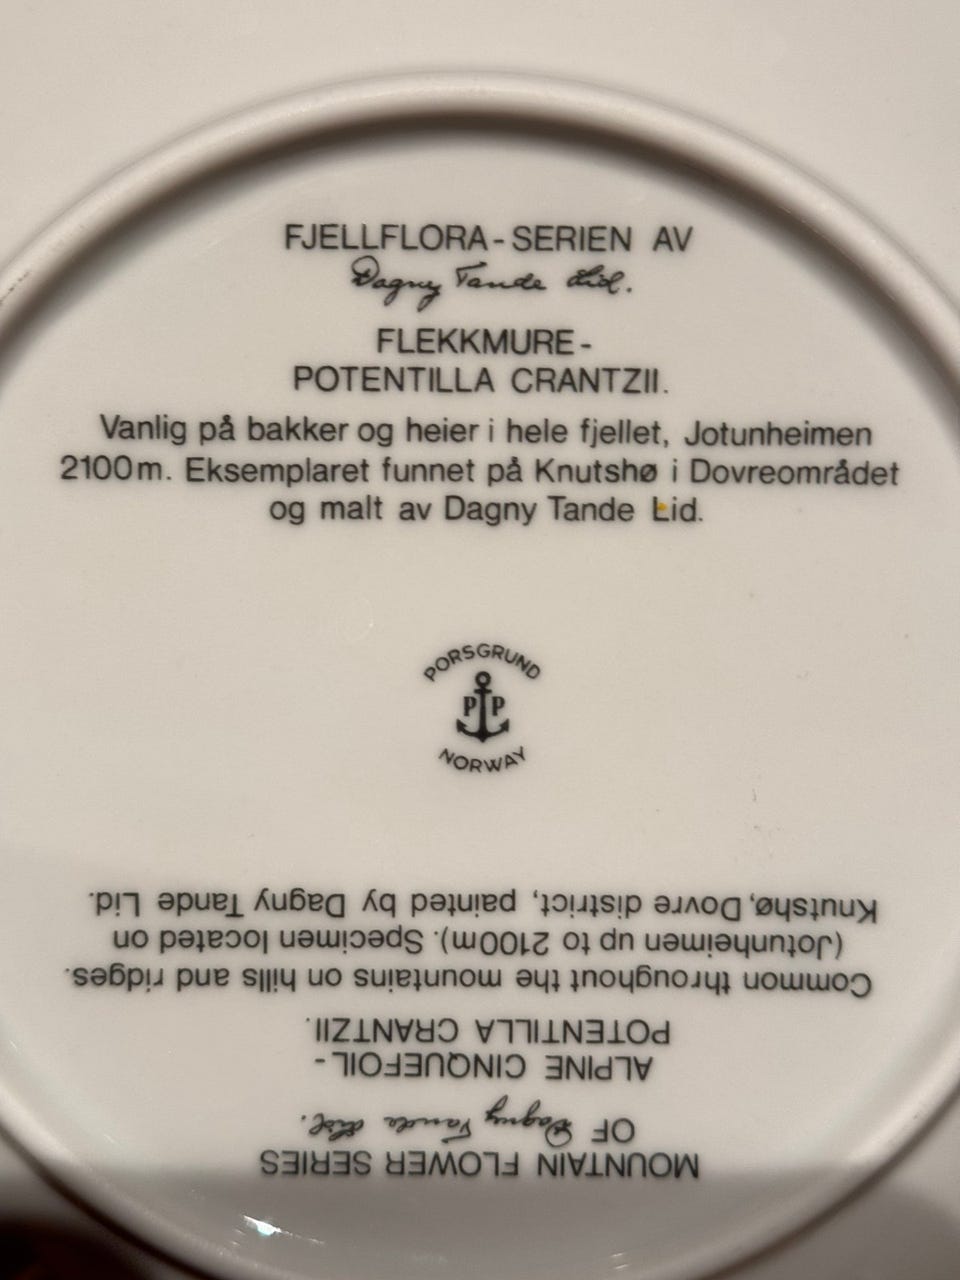 FJELLFLORA-SERIEN AV
Dagny Tande Lid.
FLEKKMURE-
POTENTILLA CRANTZII.
Vanlig på bakker og heier i hele fjellet, Jotunheimen
2100m. Eksemplaret funnet på Knutshø i Dovreområdet
og malt av Dagny Tande Lid.
PORSGRUND
P P
NORWAY
MOUNTAIN FLOWER SERIES
OF Dagny Tande Lid.
ALPINE CINQUEFOIL-
POTENTILLA CRANTZII.
Common throughout the mountains on hills and ridges.
(Jotunheimen up to 2100m). Specimen located on
Knutshø, Dovre district, painted by Dagny Tande Lid.